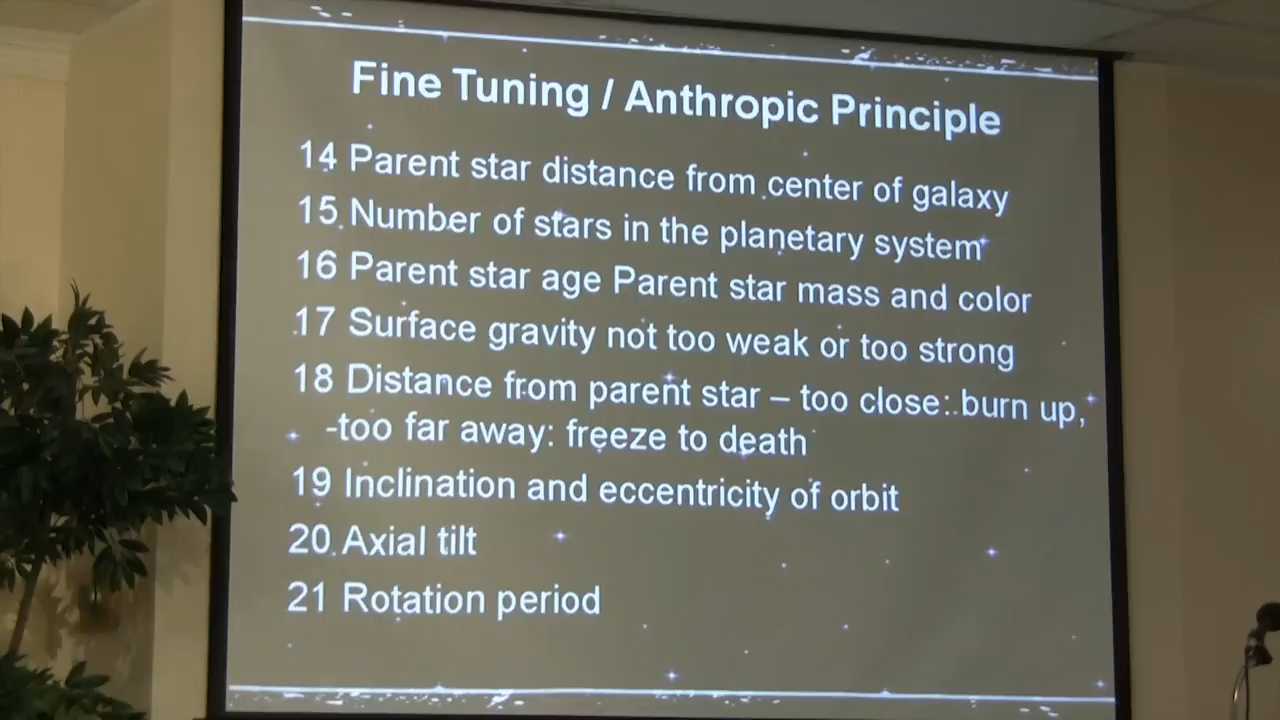 Fine Tuning / Anthropic Principle
14 Parent star distance from center of galaxy
15 Number of stars in the planetary system
16 Parent star age Parent star mass and color
17 Surface gravity not too weak or too strong
18 Distance from parent star – too close: burn up,
-too far away: freeze to death
19 Inclination and eccentricity of orbit
20 Axial tilt
21 Rotation period